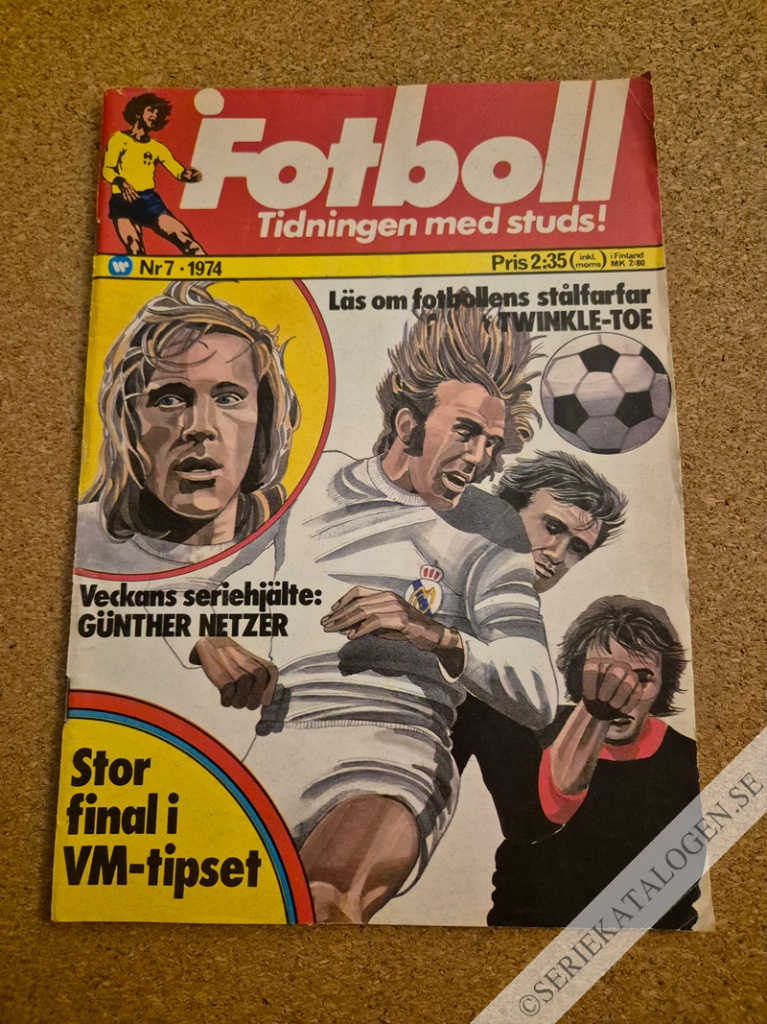 iFotboll
Tidningen med studs!
Nr 7 • 1974
Pris 2:35 (inkl. moms) i Finland MK 2:80
Läs om fotbollens stålfarfar
TWINKLE-TOE
Veckans seriehjälte:
GÜNTHER NETZER
Stor
final i
VM-tipset
©SERIEKATALOGEN.SE